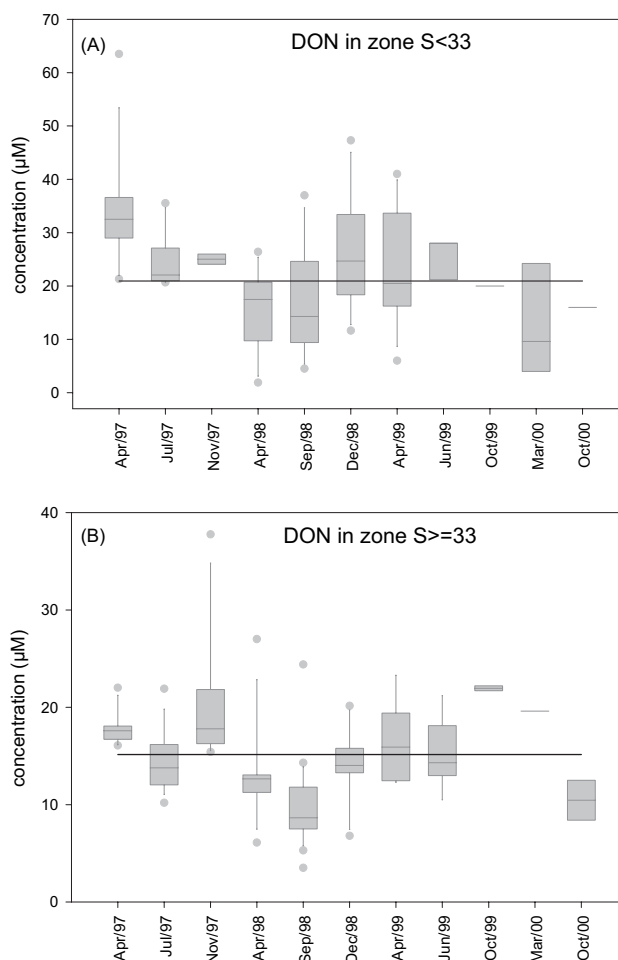 (A)
DON in zone S<33
concentration (µM)
70
60
50
40
30
20
10
0
Apr/97
Jul/97
Nov/97
Apr/98
Sep/98
Dec/98
Apr/99
Jun/99
Oct/99
Mar/00
Oct/00
(B)
DON in zone S>=33
concentration (µM)
40
30
20
10
0
Apr/97
Jul/97
Nov/97
Apr/98
Sep/98
Dec/98
Apr/99
Jun/99
Oct/99
Mar/00
Oct/00